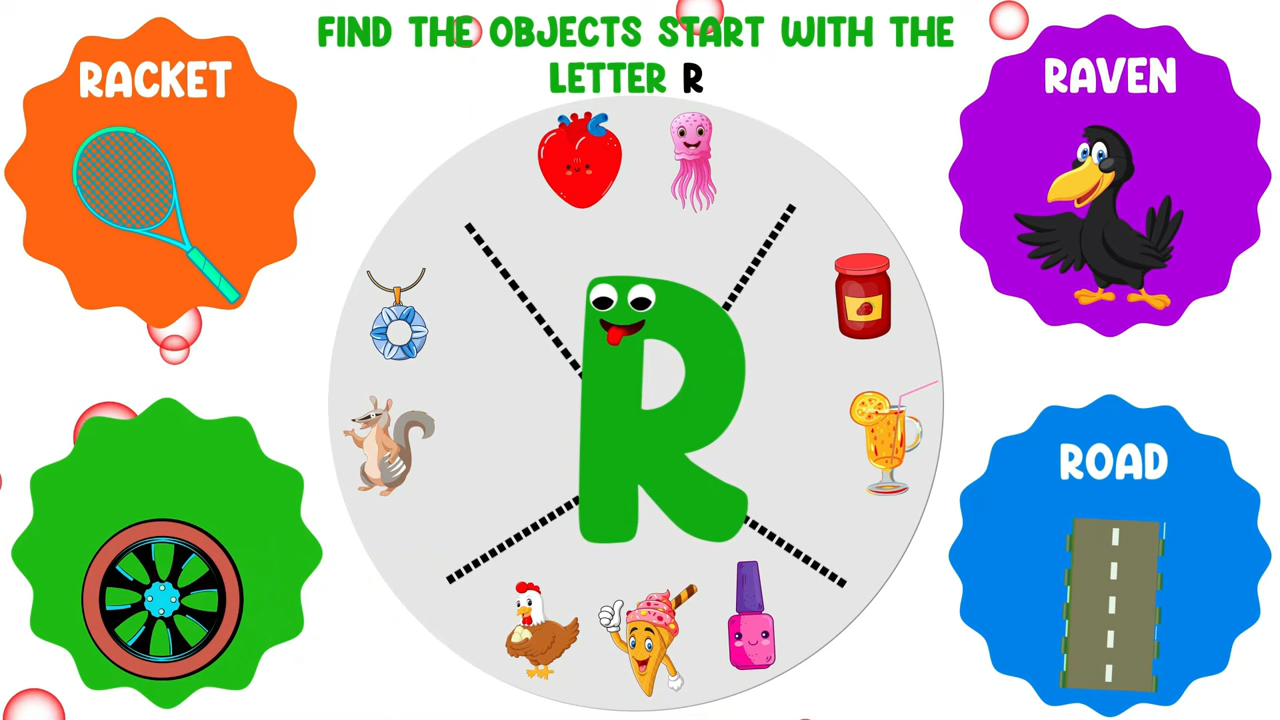 FIND THE OBJECTS START WITH THE
LETTER R
RACKET
RAVEN
R
ROAD